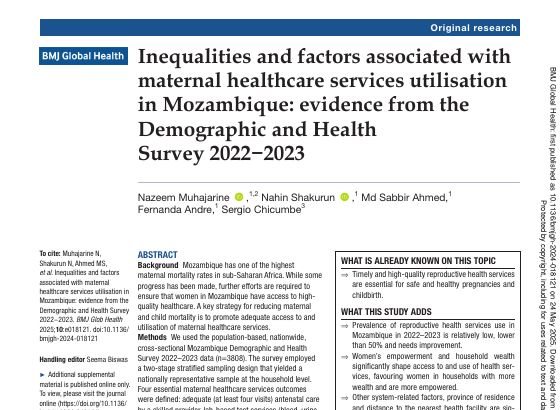 Original research
BMJ Global Health
Inequalities and factors associated with
maternal healthcare services utilisation
in Mozambique: evidence from the
Demographic and Health
Survey 2022–2023
Nazeem Muhajarine ,1,2 Nahin Shakurun ,1 Md Sabbir Ahmed,1
Fernanda Andre,1 Sergio Chicumbe3
To cite: Muhajarine N,
Shakurun N, Ahmed MS,
et al. Inequalities and factors
associated with maternal
healthcare services utilisation in
Mozambique: evidence from the
Demographic and Health Survey
2022–2023. BMJ Glob Health
2025;10:e018121. doi:10.1136/
bmjgh-2024-018121
Handling editor Seema Biswas
► Additional supplemental
material is published online only.
To view, please visit the journal
online (https://doi.org/10.1136/
ABSTRACT
Background Mozambique has one of the highest
maternal mortality rates in sub-Saharan Africa. While some
progress has been made, further efforts are required to
ensure that women in Mozambique have access to high-
quality healthcare. A key strategy for reducing maternal
and child mortality is to promote adequate access to and
utilisation of maternal healthcare services.
Methods We used the population-based, nationwide,
cross-sectional Mozambique Demographic and Health
Survey 2022–2023 data (n=3808). The survey employed
a two-stage stratified sampling design that yielded a
nationally representative sample at the household level.
Four essential maternal healthcare services outcomes
were defined: adequate (at least four visits) antenatal care
WHAT IS ALREADY KNOWN ON THIS TOPIC
⇒ Timely and high-quality reproductive health services
are essential for safe and healthy pregnancies and
childbirth.
WHAT THIS STUDY ADDS
⇒ Prevalence of reproductive health services use in
Mozambique in 2022–2023 is relatively low, lower
than 50% and needs improvement.
⇒ Women's empowerment and household wealth
significantly shape access to and use of health ser-
vices, favouring women in households with more
wealth and are more empowered.
⇒ Other system-related factors, province of residence
and distance to the nearest health facility are sig-
BMJ Global Health: first published as 10.1136/bmjgh-2024-018121 on 24 May 2025. Downloaded
Protected by copyright, including for uses related to text and